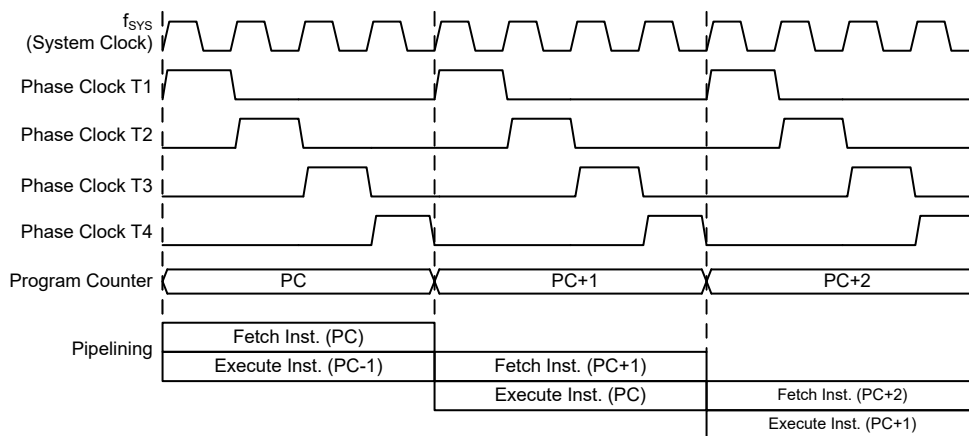 fSYS
(System Clock)
Phase Clock T1
Phase Clock T2
Phase Clock T3
Phase Clock T4
Program Counter PC PC+1 PC+2
Pipelining
Fetch Inst. (PC)
Execute Inst. (PC-1) Fetch Inst. (PC+1)
Execute Inst. (PC) Fetch Inst. (PC+2)
Execute Inst. (PC+1)